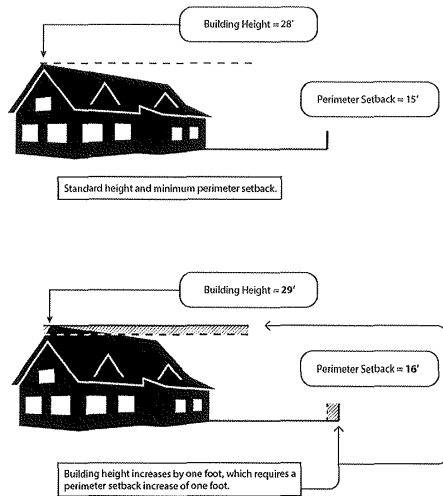 Building Height = 28'
Perimeter Setback = 15'
Standard height and minimum perimeter setback.
Building Height = 29'
Perimeter Setback = 16'
Building height increases by one foot, which requires a
perimeter setback increase of one foot.